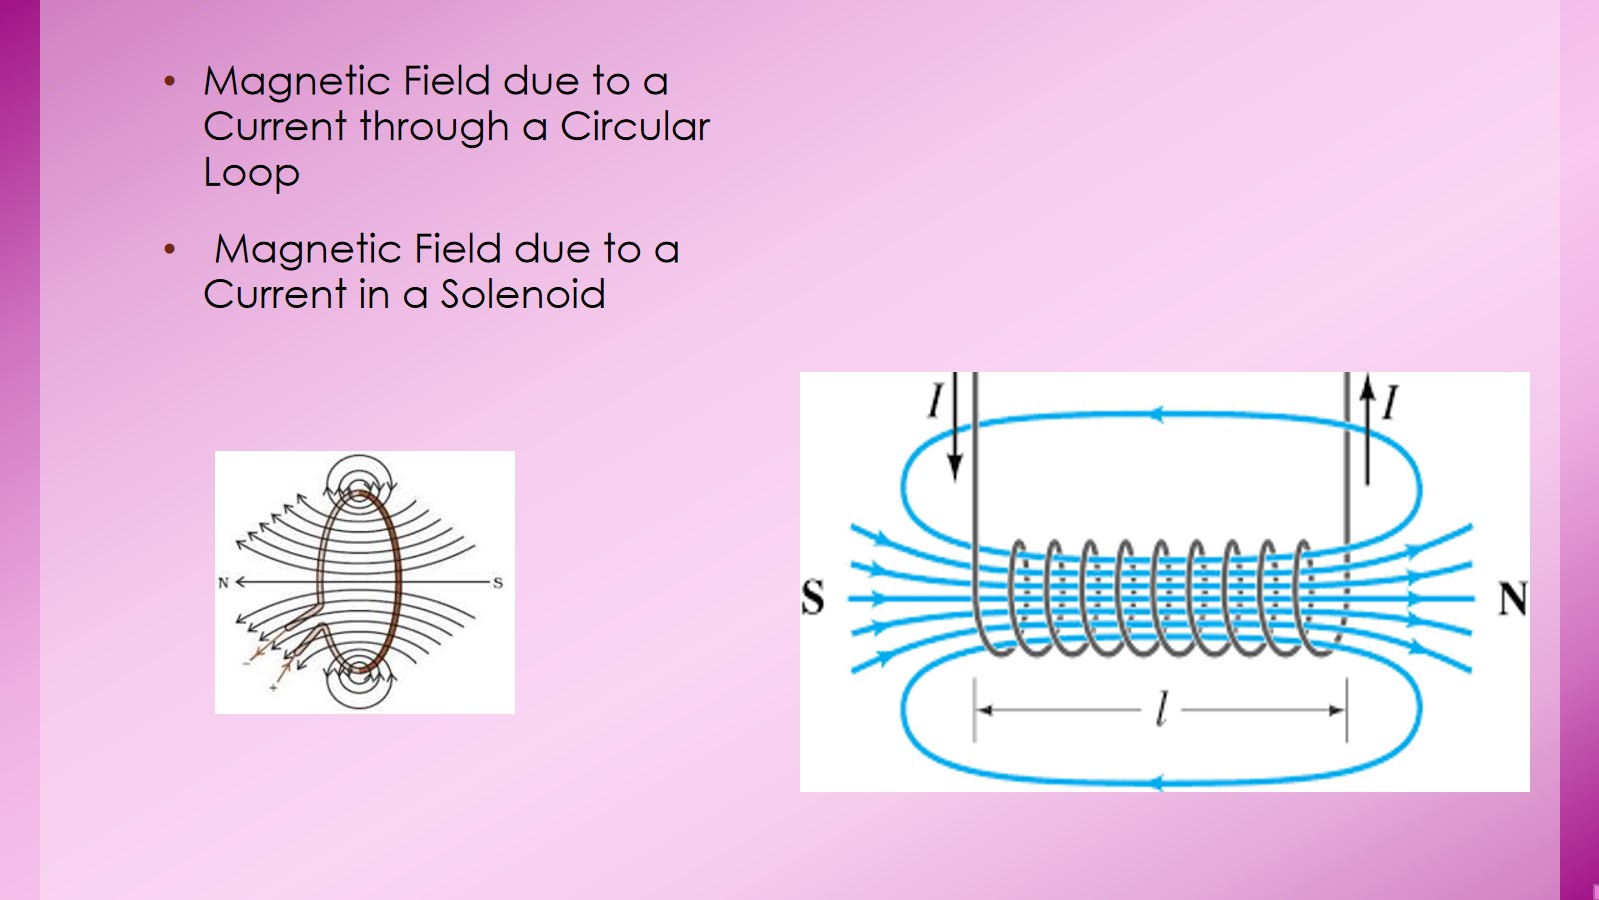 • Magnetic Field due to a
Current through a Circular
Loop
• Magnetic Field due to a
Current in a Solenoid
N
S
−
+
I
I
S
N
l